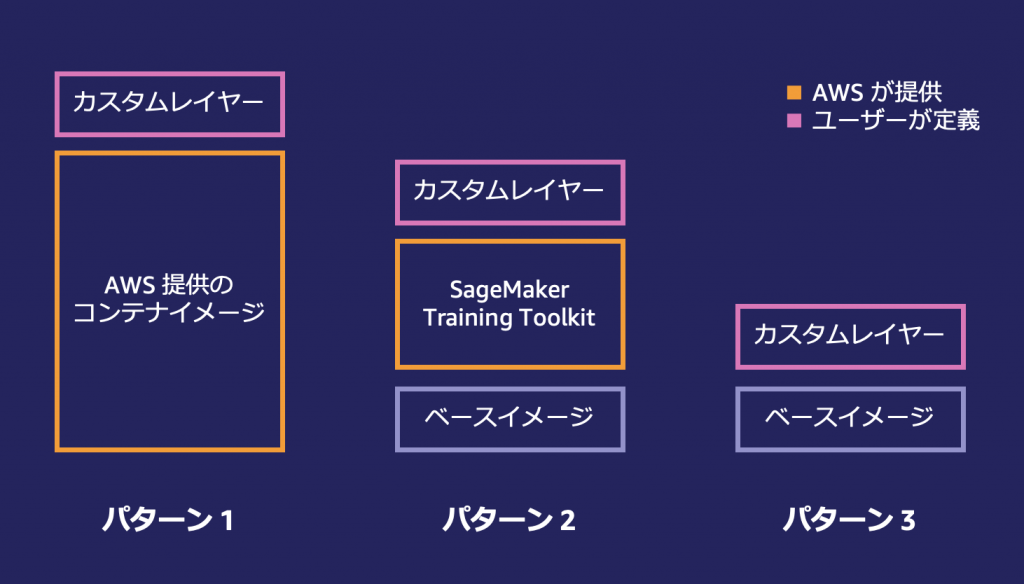 カスタムレイヤー
AWS 提供の
コンテナイメージ
パターン 1
カスタムレイヤー
SageMaker
Training Toolkit
ベースイメージ
パターン 2
AWS が提供
ユーザーが定義
カスタムレイヤー
ベースイメージ
パターン 3